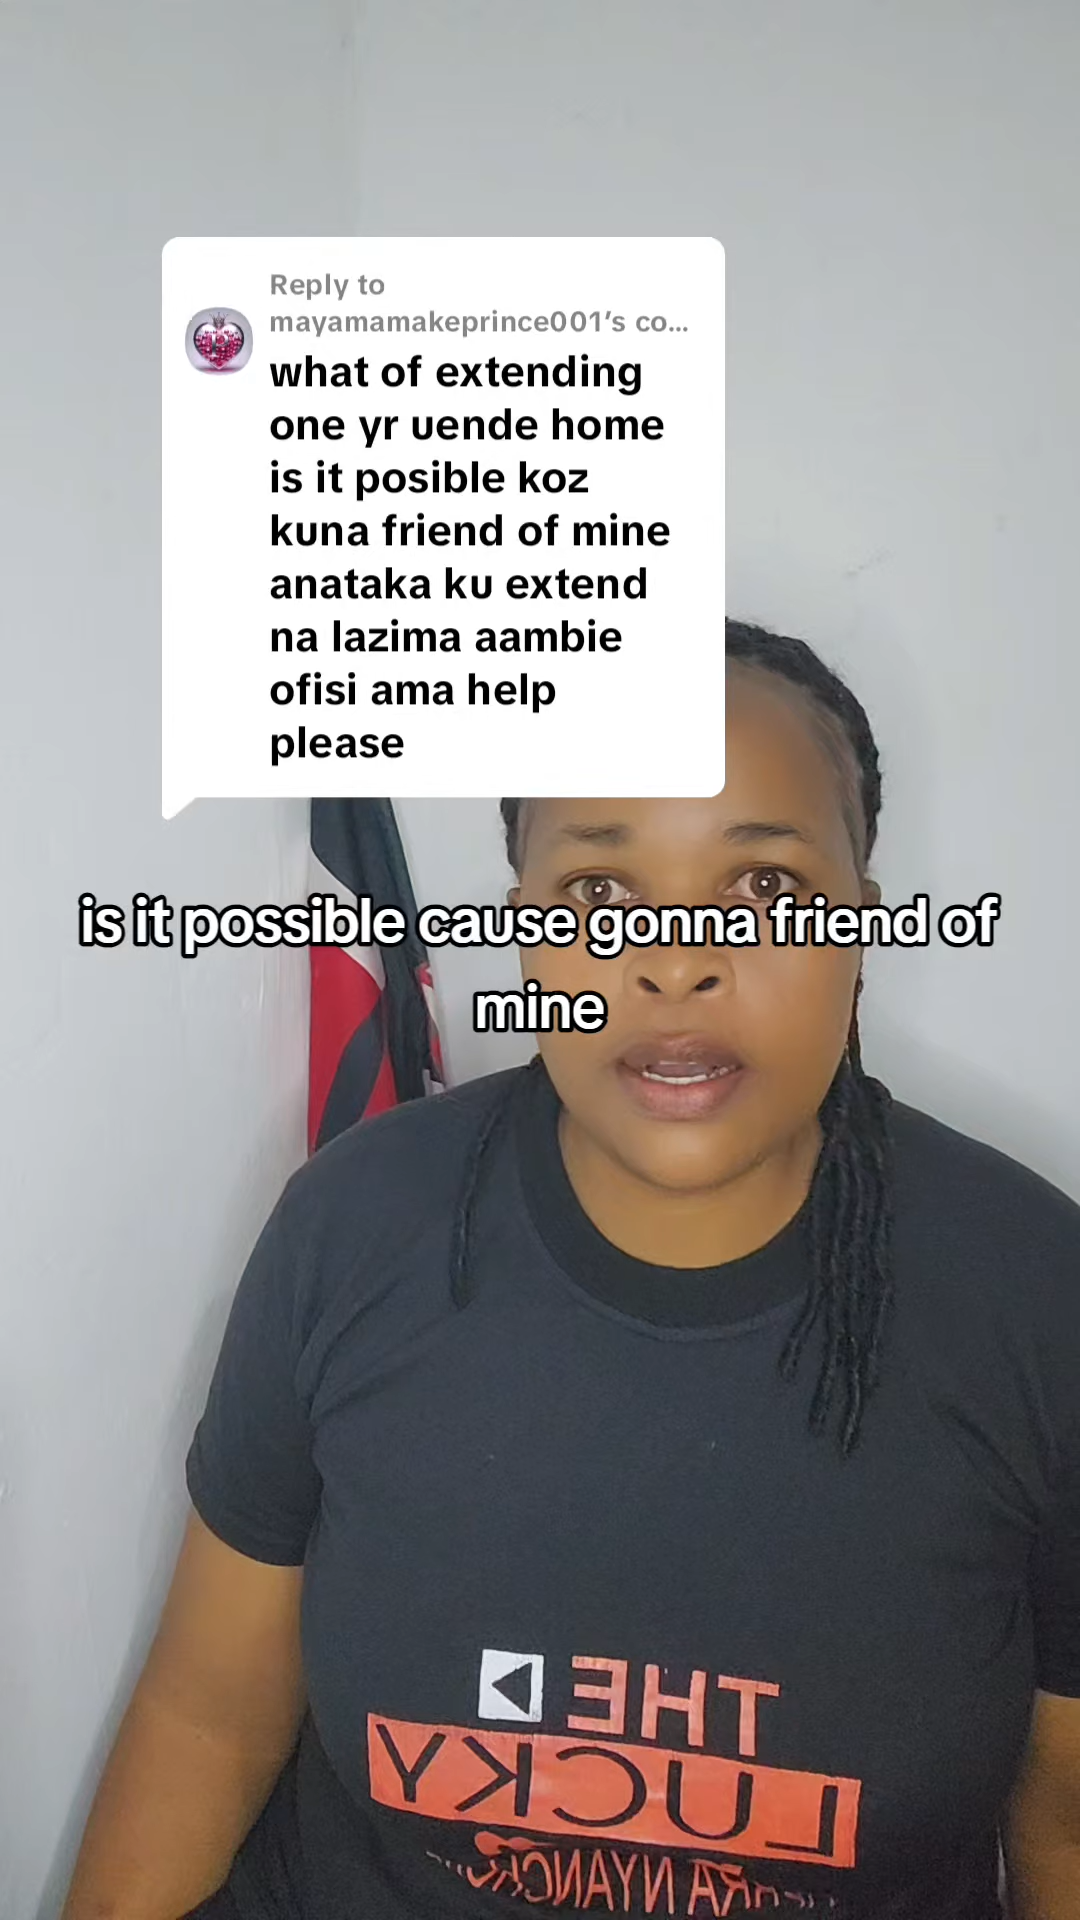 Reply to
mayamamakeprince001's co...
what of extending
one yr uende home
is it posible koz
kuna friend of mine
anataka ku extend
na lazima aambie
ofisi ama help
please
is it possible cause gonna friend of
mine
THE
LUCKY